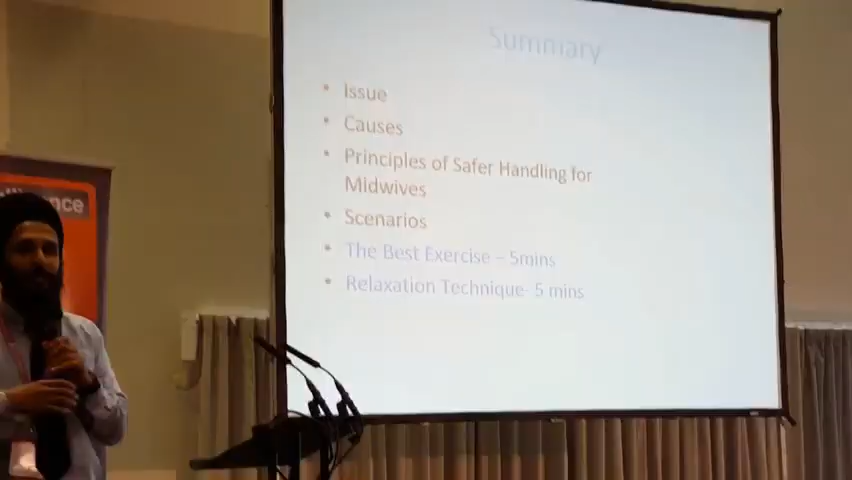 Summary
• Issue
• Causes
• Principles of Safer Handling for
Midwives
• Scenarios
• The Best Exercise – 5mins
• Relaxation Technique- 5 mins